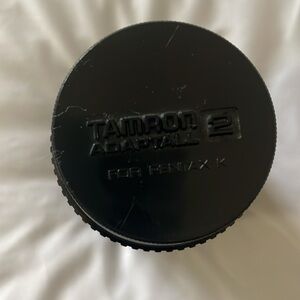 TAMRON
ADAPTALL 2
FOR PENTAX K